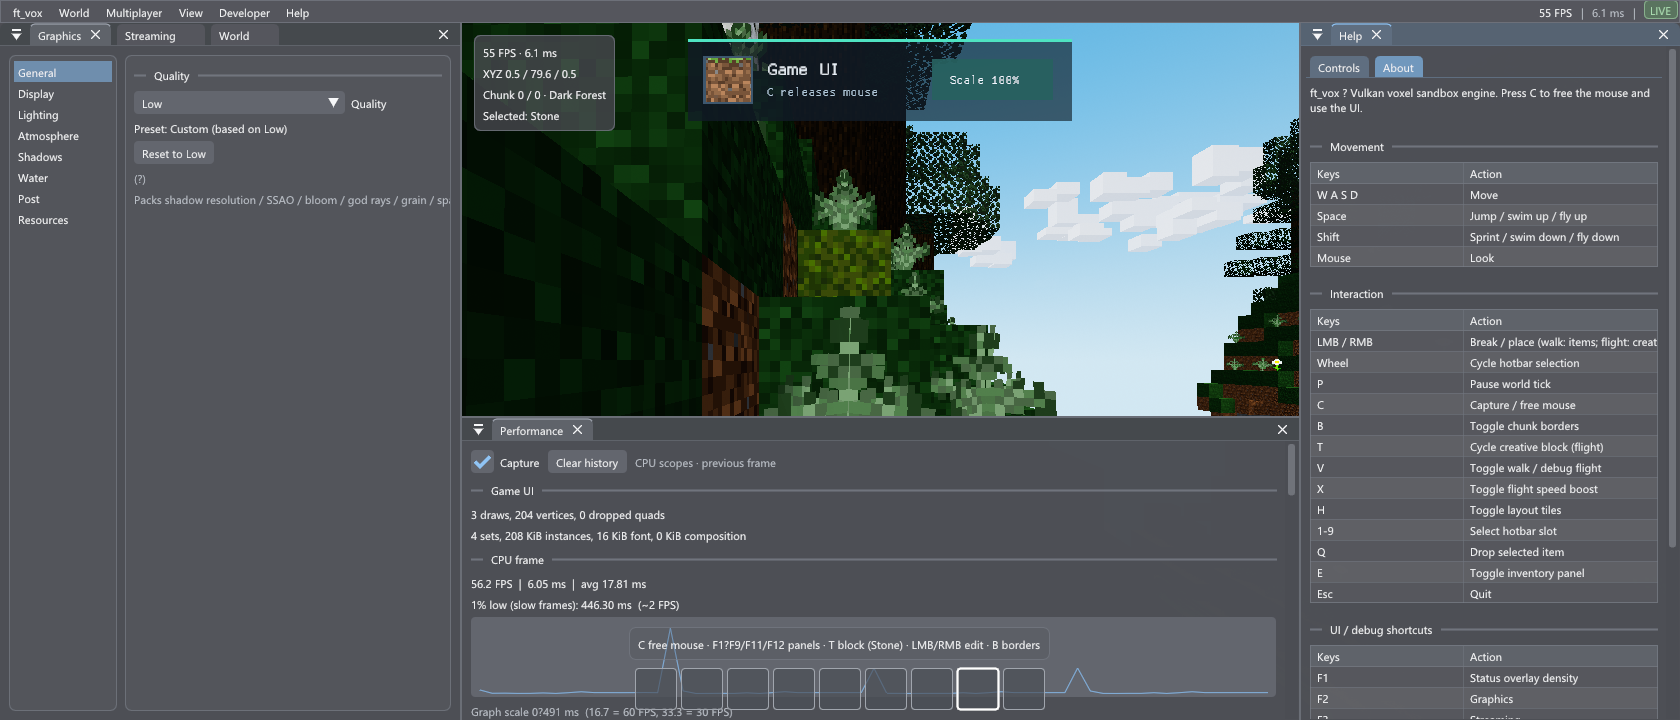 ft_vox World Multiplayer View Developer Help
55 FPS | 6.1 ms | LIVE
Graphics Streaming World
General
Display
Lighting
Atmosphere
Shadows
Water
Post
Resources
Quality
Low Quality
Preset: Custom (based on Low)
Reset to Low
(?)
Packs shadow resolution / SSAO / bloom / god rays / grain / spa
55 FPS · 6.1 ms
XYZ 0.5 / 79.6 / 0.5
Chunk 0 / 0 · Dark Forest
Selected: Stone
Game UI
C releases mouse
Scale 100%
Performance
Capture Clear history CPU scopes · previous frame
Game UI
3 draws, 204 vertices, 0 dropped quads
4 sets, 208 KiB instances, 16 KiB font, 0 KiB composition
CPU frame
56.2 FPS | 6.05 ms | avg 17.81 ms
1% low (slow frames): 446.30 ms (~2 FPS)
C free mouse · F1?F9/F11/F12 panels · T block (Stone) · LMB/RMB edit · B borders
Graph scale 0?491 ms (16.7 = 60 FPS, 33.3 = 30 FPS)
Help
Controls About
ft_vox ? Vulkan voxel sandbox engine. Press C to free the mouse and
use the UI.
Movement
Keys Action
W A S D Move
Space Jump / swim up / fly up
Shift Sprint / swim down / fly down
Mouse Look
Interaction
Keys Action
LMB / RMB Break / place (walk: items; flight: creat
Wheel Cycle hotbar selection
P Pause world tick
C Capture / free mouse
B Toggle chunk borders
T Cycle creative block (flight)
V Toggle walk / debug flight
X Toggle flight speed boost
H Toggle layout tiles
1-9 Select hotbar slot
Q Drop selected item
E Toggle inventory panel
Esc Quit
UI / debug shortcuts
Keys Action
F1 Status overlay density
F2 Graphics